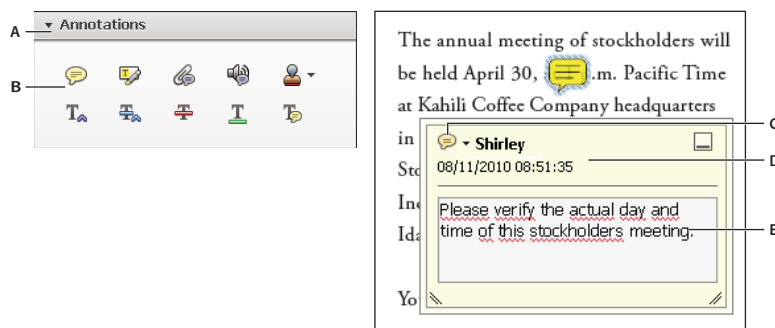 A
Annotations
B
The annual meeting of stockholders will
be held April 30, .m. Pacific Time
at Kahili Coffee Company headquarters
in
C
Shirley
Sto
D
08/11/2010 08:51:35
Please verify the actual day and
time of this stockholders meeting.
E
Ida
Yo